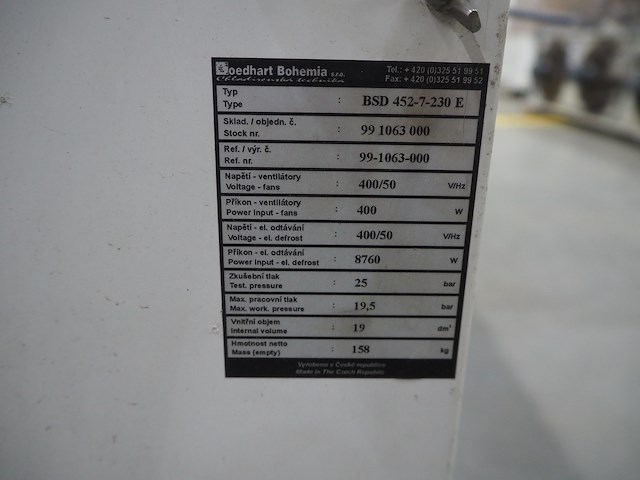 Goedhart Bohemia s.r.o.
Chladírenská technika
Tel.: + 420 (0)325 51 99 51
Fax: + 420 (0)325 51 99 52
Typ
Type : BSD 452-7-230 E
Sklad. / objedn. č.
Stock nr. : 99 1063 000
Ref. / výr. č.
Ref. nr. : 99-1063-000
Napětí - ventilátory
Voltage - fans : 400/50 V/Hz
Příkon - ventilátory
Power input - fans : 400 W
Napětí - el. odtávání
Voltage - el. defrost : 400/50 V/Hz
Příkon - el. odtávání
Power input - el. defrost : 8760 W
Zkušební tlak
Test. pressure : 25 bar
Max. pracovní tlak
Max. work. pressure : 19,5 bar
Vnitřní objem
Internal volume : 19 dm³
Hmotnost netto
Mass (empty) : 158 kg
Vyrobeno v České republice
Made in The Czech Republic